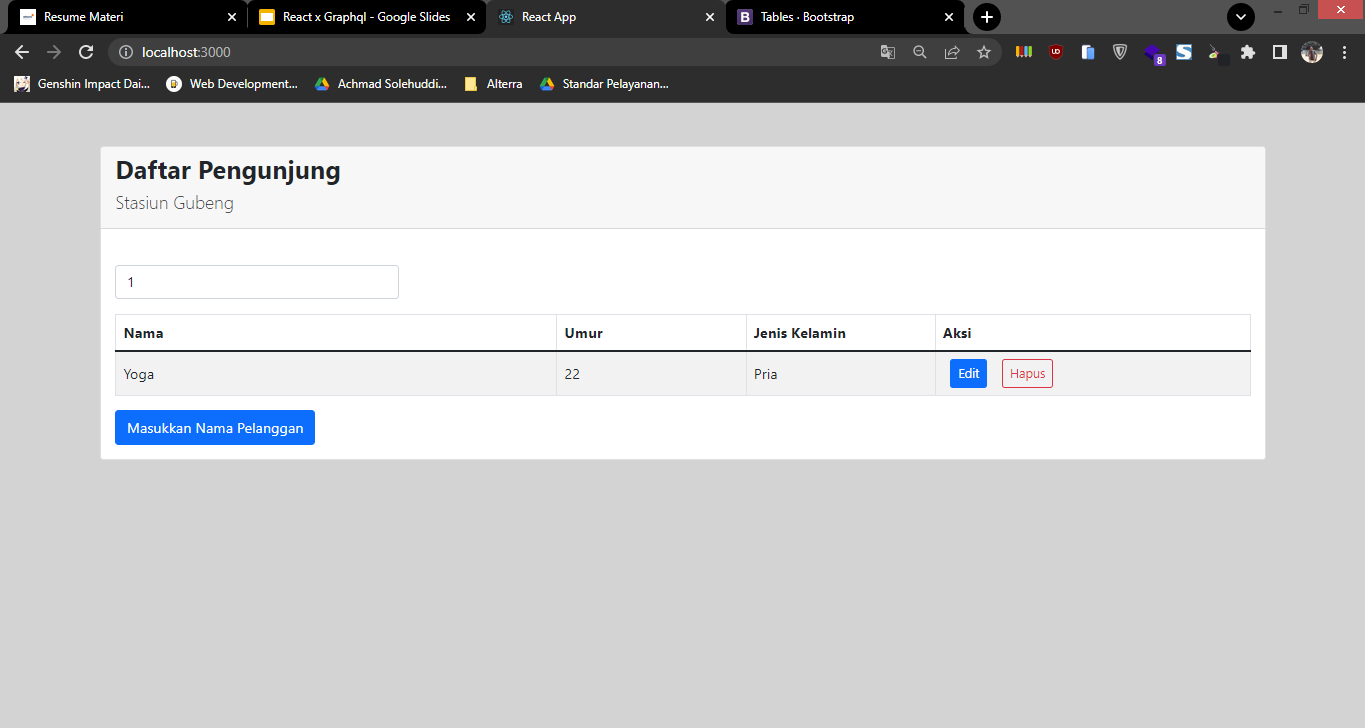 Resume Materi
React x Graphql - Google Slides
React App
B Tables · Bootstrap
localhost:3000
UD
8
S
Genshin Impact Dai...
Web Development...
Achmad Solehuddi...
Alterra
Standar Pelayanan...
Daftar Pengunjung
Stasiun Gubeng
1
Nama Umur Jenis Kelamin Aksi
Yoga 22 Pria Edit Hapus
Masukkan Nama Pelanggan